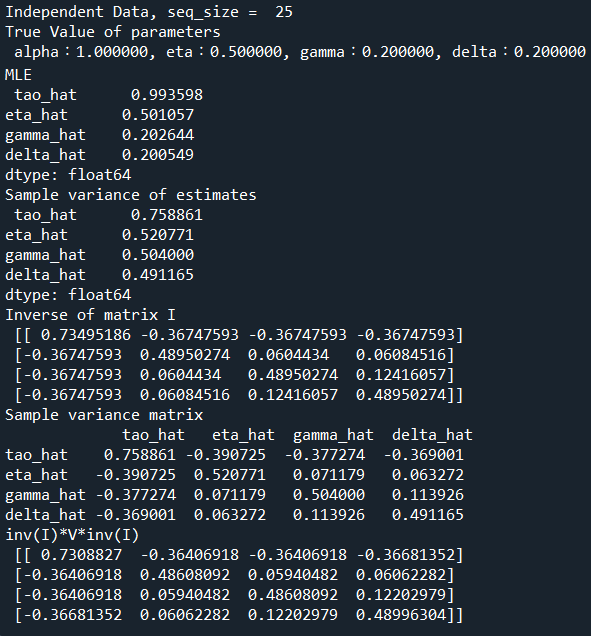 Independent Data, seq_size =  25
True Value of parameters
 alpha：1.000000, eta：0.500000, gamma：0.200000, delta：0.200000
MLE
 tao_hat      0.993598
eta_hat      0.501057
gamma_hat    0.202644
delta_hat    0.200549
dtype: float64
Sample variance of estimates
 tao_hat      0.758861
eta_hat      0.520771
gamma_hat    0.504000
delta_hat    0.491165
dtype: float64
Inverse of matrix I
 [[ 0.73495186 -0.36747593 -0.36747593 -0.36747593]
 [-0.36747593  0.48950274  0.0604434   0.06084516]
 [-0.36747593  0.0604434   0.48950274  0.12416057]
 [-0.36747593  0.06084516  0.12416057  0.48950274]]
Sample variance matrix
             tao_hat   eta_hat  gamma_hat  delta_hat
tao_hat    0.758861 -0.390725  -0.377274  -0.369001
eta_hat   -0.390725  0.520771   0.071179   0.063272
gamma_hat -0.377274  0.071179   0.504000   0.113926
delta_hat -0.369001  0.063272   0.113926   0.491165
inv(I)*V*inv(I)
 [[ 0.7308827  -0.36406918 -0.36406918 -0.36681352]
 [-0.36406918  0.48608092  0.05940482  0.06062282]
 [-0.36406918  0.05940482  0.48608092  0.12202979]
 [-0.36681352  0.06062282  0.12202979  0.48996304]]